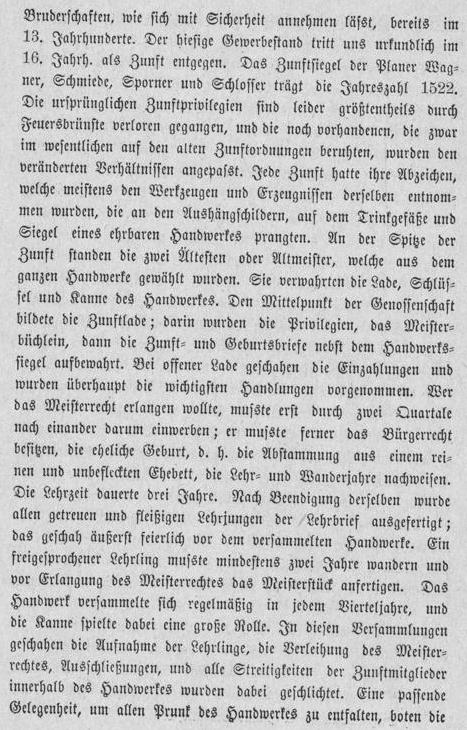 Bruderschaften, wie sich mit Sicherheit annehmen läſst, bereits im
13. Jahrhunderte. Der hiesige Gewerbestand tritt uns urkundlich im
16. Jahrh. als Zunft entgegen. Das Zunftsiegel der Planer Wag-
ner, Schmiede, Sporner und Schlosser trägt die Jahreszahl 1522.
Die ursprünglichen Zunftprivilegien sind leider größtentheils durch
Feuersbrünste verloren gegangen, und die noch vorhandenen, die zwar
im wesentlichen auf den alten Zunftordnungen beruhten, wurden den
veränderten Verhältnissen angepasst. Jede Zunft hatte ihre Abzeichen,
welche meistens den Werkzeugen und Erzeugnissen derselben entnom-
men wurden, die an den Aushängschildern, auf dem Trinkgefäße und
Siegel eines ehrbaren Handwerkes prangten. An der Spitze der
Zunft standen die zwei Ältesten oder Altmeister, welche aus dem
ganzen Handwerke gewählt wurden. Sie verwahrten die Lade, Schlüs-
sel und Kanne des Handwerkes. Den Mittelpunkt der Genossenschaft
bildete die Zunftlade; darin wurden die Privilegien, das Meister-
büchlein, dann die Zunft- und Geburtsbriefe nebst dem Handwerks-
siegel aufbewahrt. Bei offener Lade geschahen die Einzahlungen und
wurden überhaupt die wichtigsten Handlungen vorgenommen. Wer
das Meisterrecht erlangen wollte, musste erst durch zwei Quartale
nach einander darum einwerben; er musste ferner das Bürgerrecht
besitzen, die eheliche Geburt, d. h. die Abstammung aus einem rei-
nen und unbefleckten Ehebett, die Lehr- und Wanderjahre nachweisen.
Die Lehrzeit dauerte drei Jahre. Nach Beendigung derselben wurde
allen getreuen und fleißigen Lehrjungen der Lehrbrief ausgefertigt;
das geschah äußerst feierlich vor dem versammelten Handwerke. Ein
freigesprochener Lehrling musste mindestens zwei Jahre wandern und
vor Erlangung des Meisterrechtes das Meisterstück anfertigen. Das
Handwerk versammelte sich regelmäßig in jedem Vierteljahre, und
die Kanne spielte dabei eine große Rolle. In diesen Versammlungen
geschahen die Aufnahme der Lehrlinge, die Verleihung des Meister-
rechtes, Ausschließungen, und alle Streitigkeiten der Zunftmitglieder
innerhalb des Handwerkes wurden dabei geschlichtet. Eine passende
Gelegenheit, um allen Prunk des Handwerkes zu entfalten, boten die